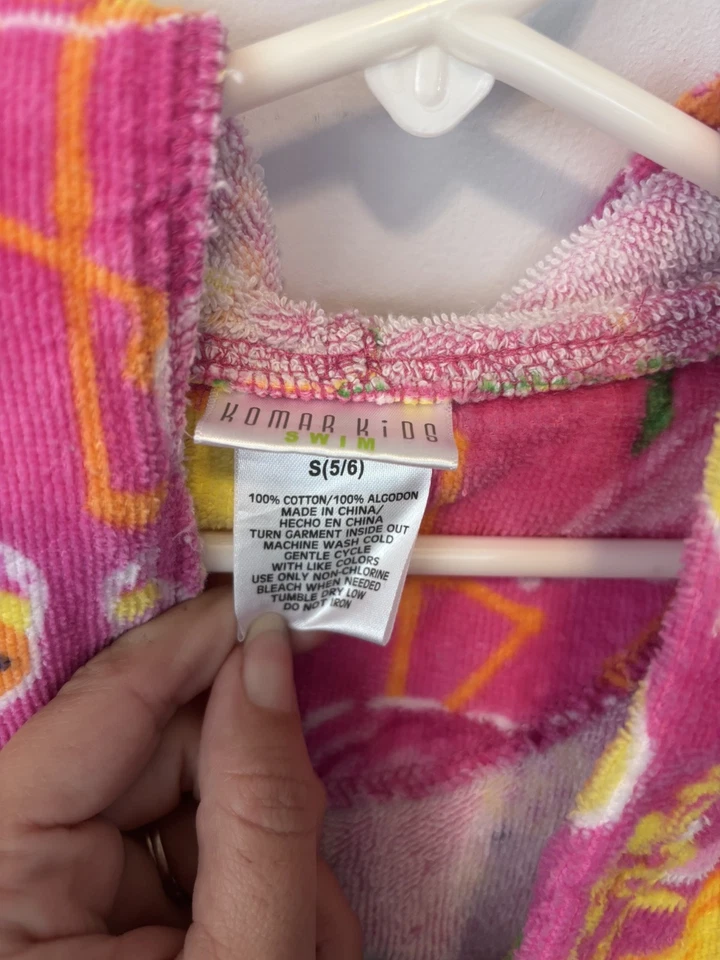 KOMAR KiDS
SWIM
S(5/6)
100% COTTON/100% ALGODON
MADE IN CHINA/
HECHO EN CHINA
TURN GARMENT INSIDE OUT
MACHINE WASH COLD
GENTLE CYCLE
WITH LIKE COLORS
USE ONLY NON-CHLORINE
BLEACH WHEN NEEDED
TUMBLE DRY LOW
DO NOT IRON